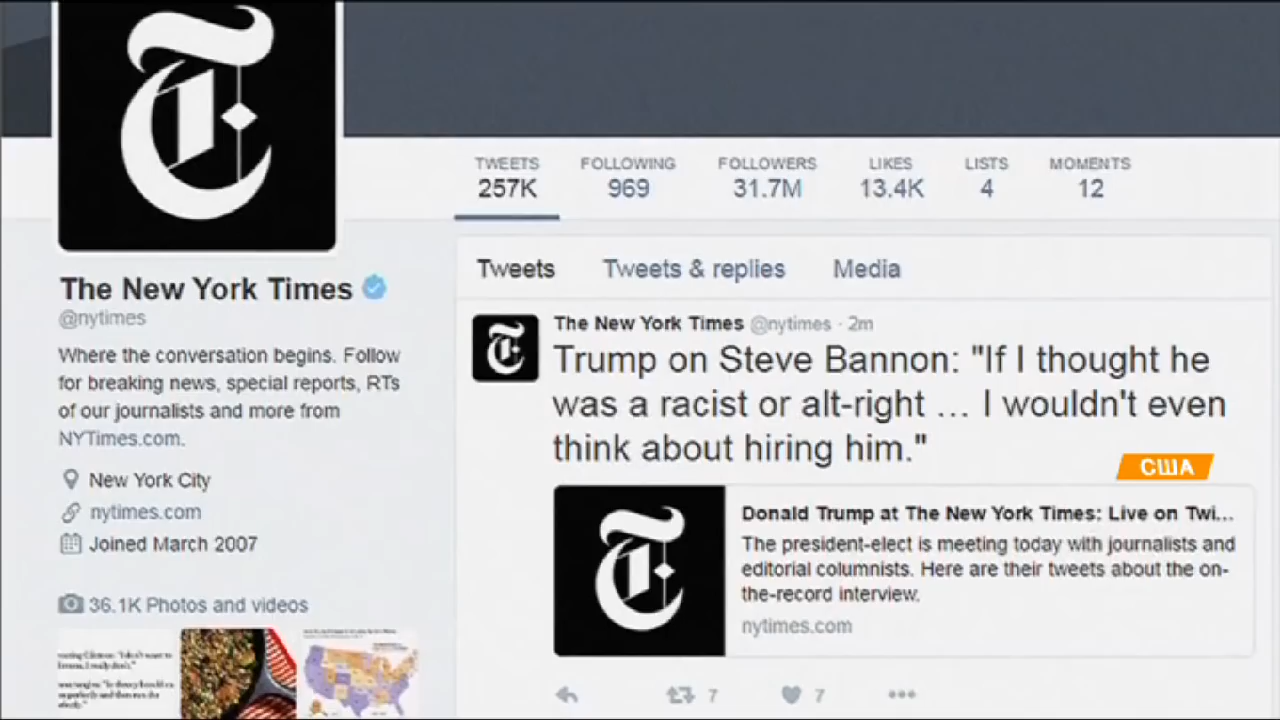 TWEETS FOLLOWING FOLLOWERS LIKES LISTS MOMENTS
257K 969 31.7M 13.4K 4 12
The New York Times
@nytimes
Where the conversation begins. Follow
for breaking news, special reports, RTs
of our journalists and more from
NYTimes.com.
New York City
nytimes.com
Joined March 2007
36.1K Photos and videos
Tweets Tweets & replies Media
The New York Times @nytimes · 2m
Trump on Steve Bannon: "If I thought he
was a racist or alt-right ... I wouldn't even
think about hiring him."
США
Donald Trump at The New York Times: Live on Twi...
The president-elect is meeting today with journalists and
editorial columnists. Here are their tweets about the on-
the-record interview.
nytimes.com
7 7